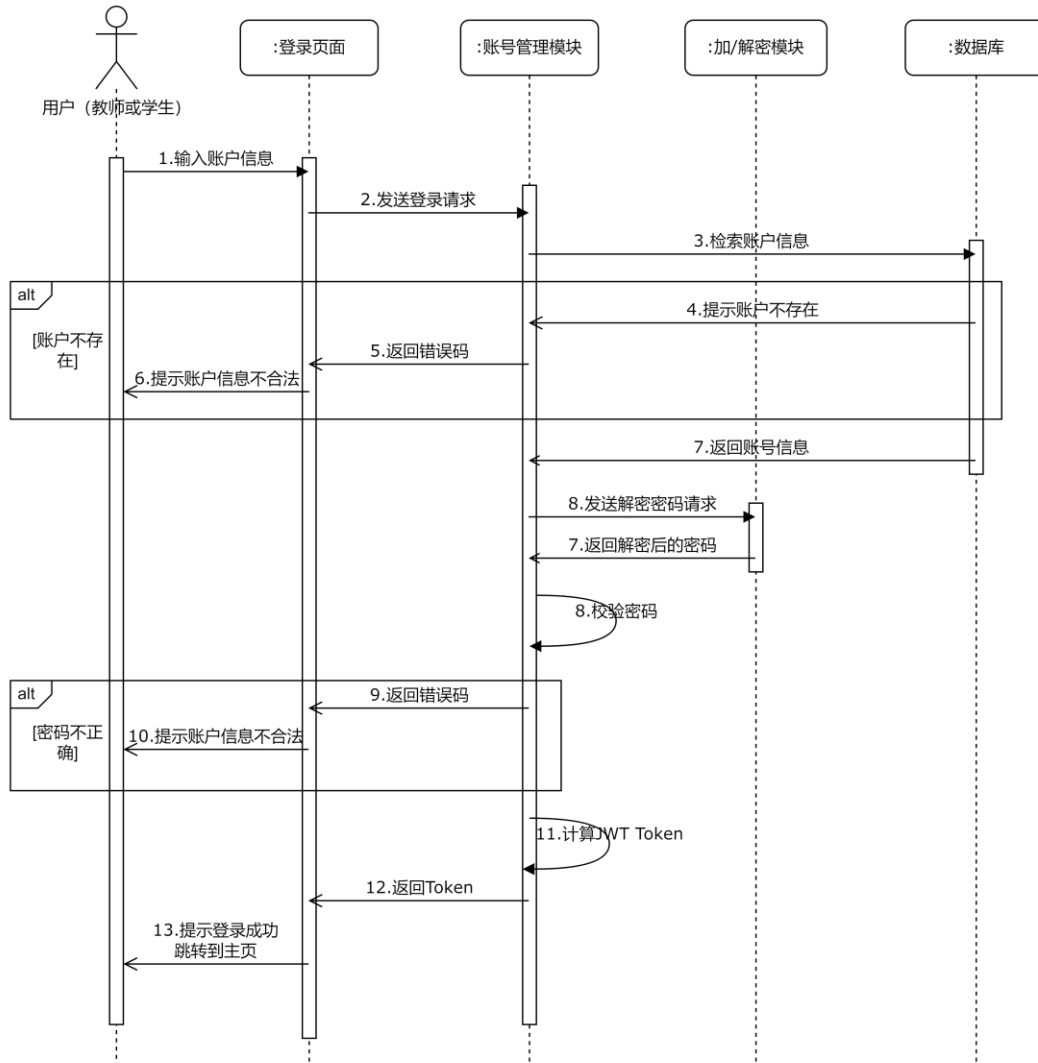 :登录页面
:账号管理模块
:加/解密模块
:数据库
用户（教师或学生）
1.输入账户信息
2.发送登录请求
3.检索账户信息
alt
[账户不存
在]
4.提示账户不存在
5.返回错误码
6.提示账户信息不合法
7.返回账号信息
8.发送解密密码请求
7.返回解密后的密码
8.校验密码
alt
[密码不正
确]
9.返回错误码
10.提示账户信息不合法
11.计算JWT Token
12.返回Token
13.提示登录成功
跳转到主页